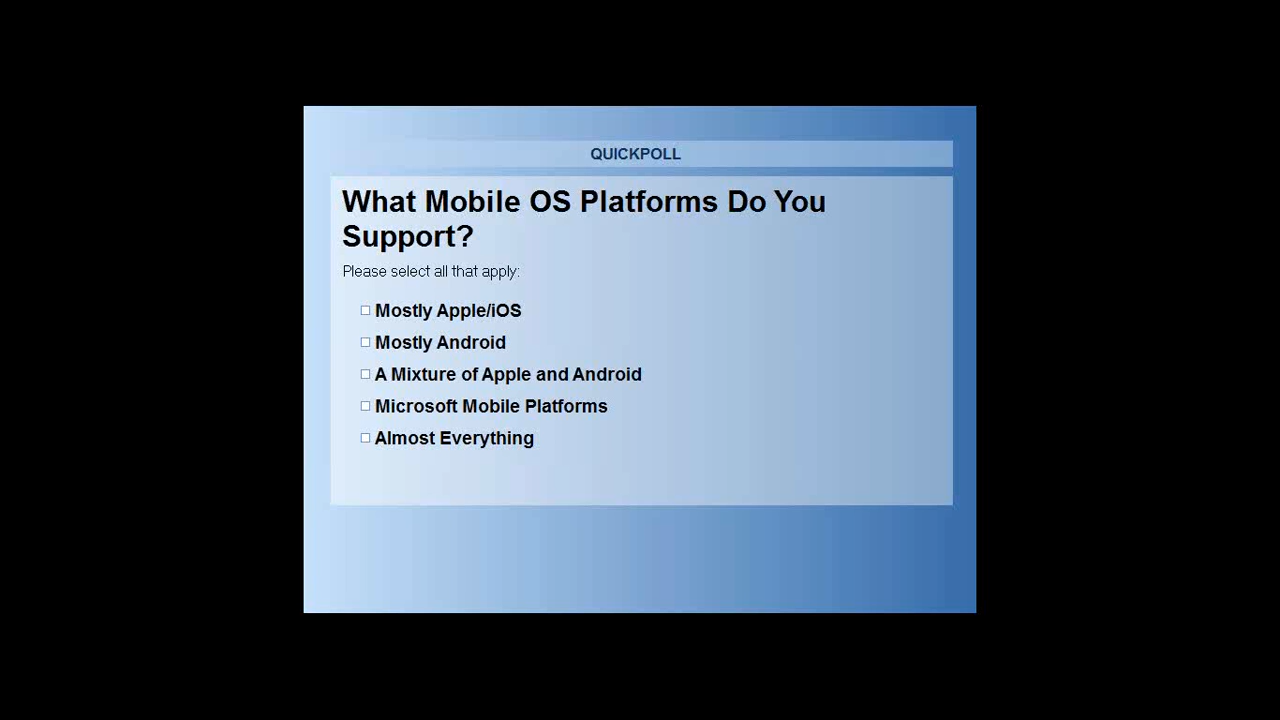 QUICKPOLL
What Mobile OS Platforms Do You
Support?
Please select all that apply:
Mostly Apple/iOS
Mostly Android
A Mixture of Apple and Android
Microsoft Mobile Platforms
Almost Everything